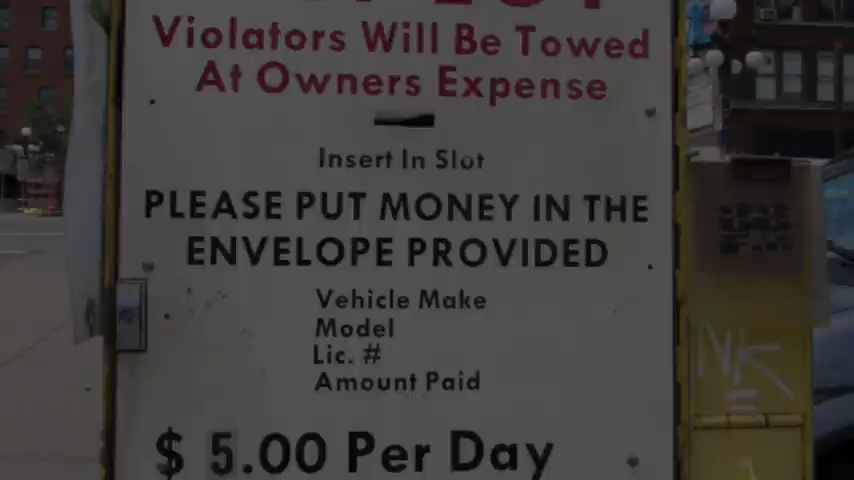 Violators Will Be Towed
At Owners Expense
Insert In Slot
PLEASE PUT MONEY IN THE
ENVELOPE PROVIDED
Vehicle Make
Model
Lic. #
Amount Paid
$ 5.00 Per Day
NK